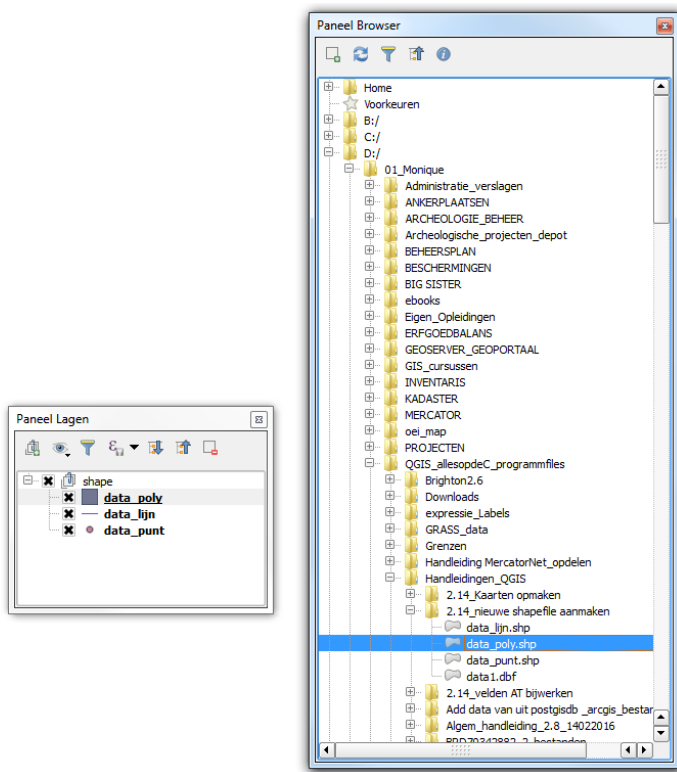 Paneel Browser
Home
Voorkeuren
B:/
C:/
D:/
01_Monique
Administratie_verslagen
ANKERPLAATSEN
ARCHEOLOGIE_BEHEER
Archeologische_projecten_depot
BEHEERSPLAN
BESCHERMINGEN
BIG SISTER
ebooks
Eigen_Opleidingen
ERFGOEDBALANS
GEOSERVER_GEOPORTAAL
GIS_cursussen
INVENTARIS
KADASTER
MERCATOR
oei_map
PROJECTEN
QGIS_allesopdeC_programmfiles
Brighton2.6
Downloads
expressie_Labels
GRASS_data
Grenzen
Handleiding MercatorNet_opdelen
Handleidingen_QGIS
2.14_Kaarten opmaken
2.14_nieuwe shapefile aanmaken
data_lijn.shp
data_poly.shp
data_punt.shp
data1.dbf
2.14_velden AT bijwerken
Add data van uit postgisdb _arcgis_bestar
Algem_handleiding_2.8_14022016
Paneel Lagen
shape
data_poly
data_lijn
data_punt